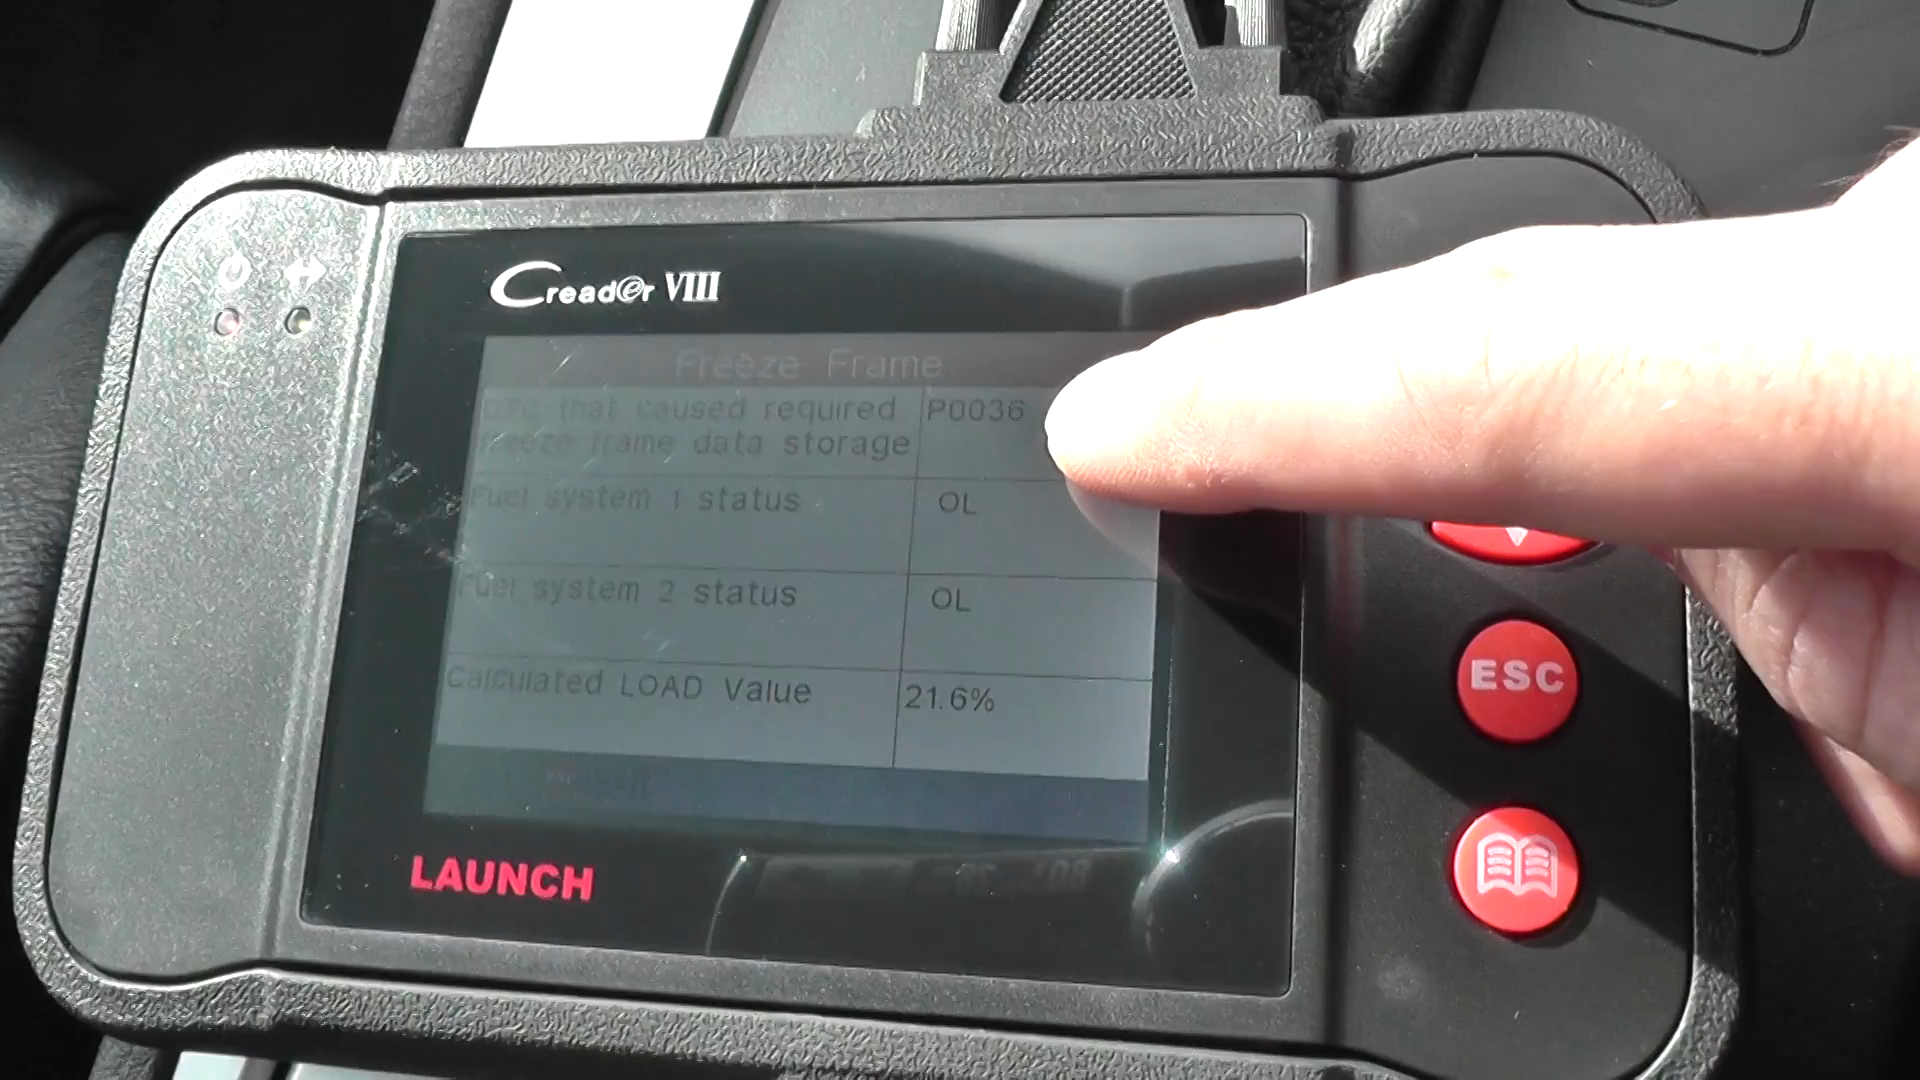 Creader VIII
Freeze Frame
DTC that caused required P0036
freeze frame data storage
Fuel system 1 status OL
Fuel system 2 status OL
Calculated LOAD Value 21.6%
LAUNCH
ESC